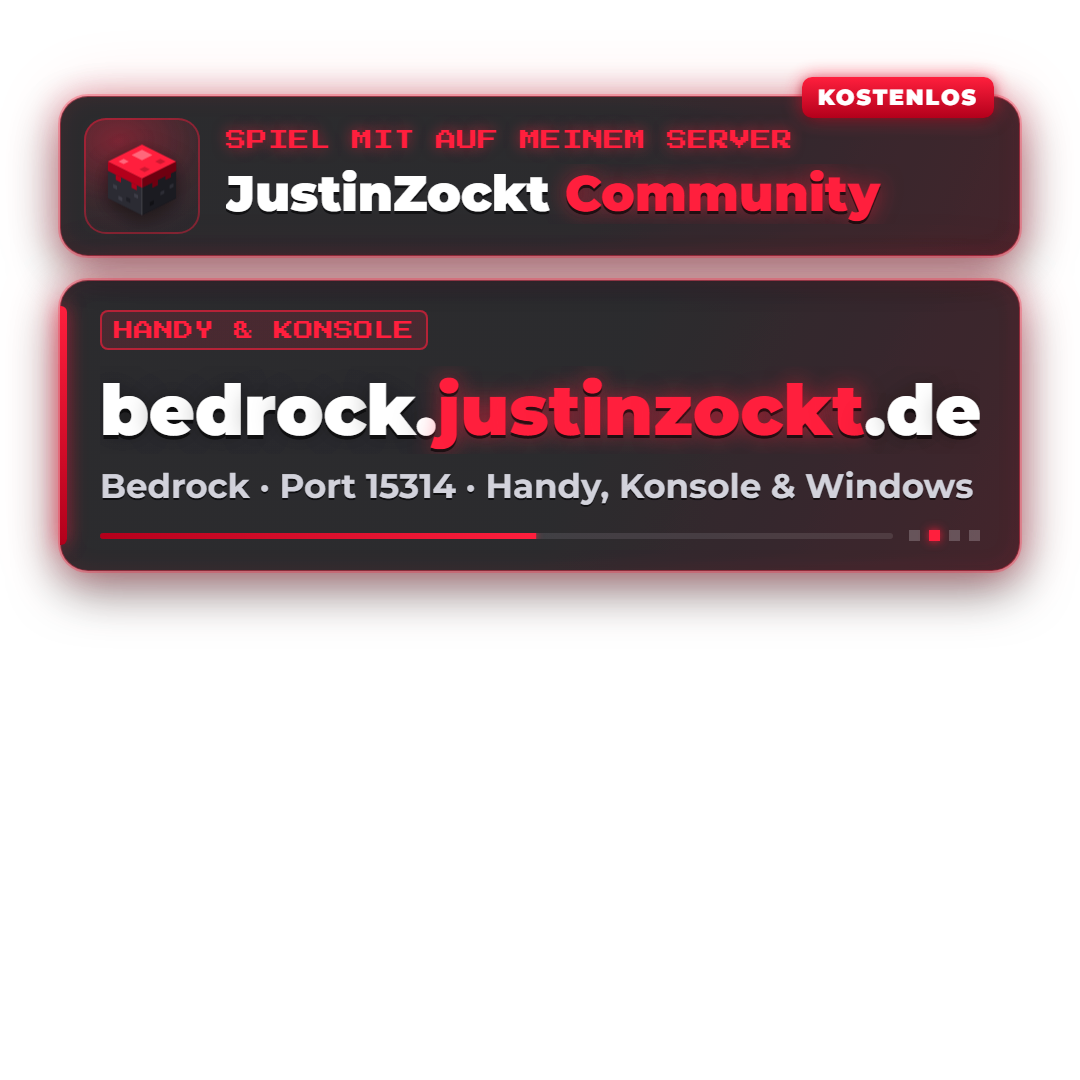 KOSTENLOS
SPIEL MIT AUF MEINEM SERVER
JustinZockt Community
HANDY & KONSOLE
bedrock.justinzockt.de
Bedrock · Port 15314 · Handy, Konsole & Windows